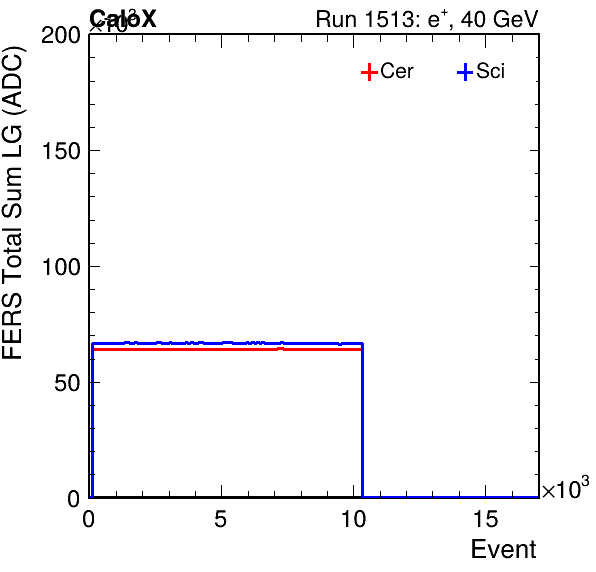 CaloX ×10³ Run 1513: e⁺, 40 GeV
FERS Total Sum LG (ADC)
Cer Sci
200
150
100
50
0
0 5 10 15 ×10³
Event